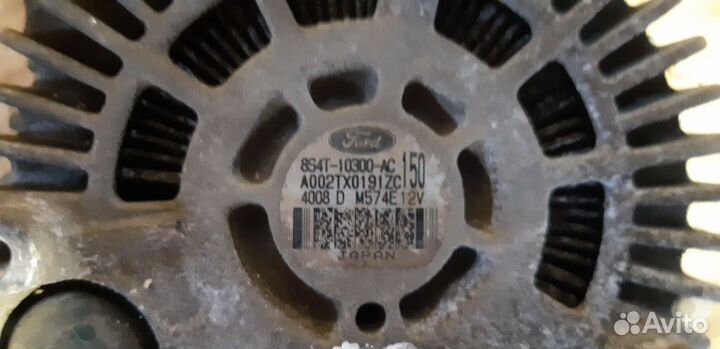 Ford
8S4T-10300-AC 150
A002TX0191ZC
4008 D M574E 12V
JAPAN
Avito